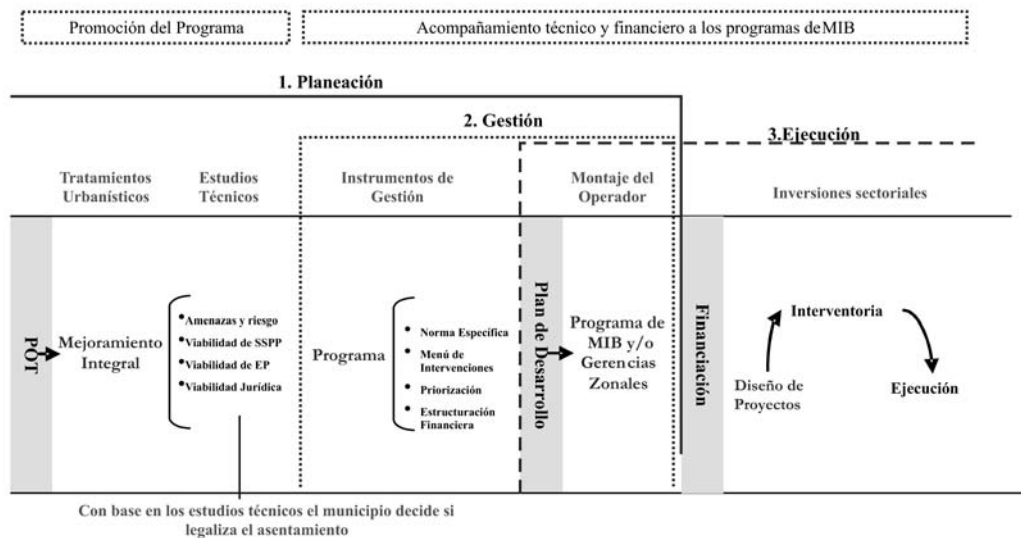 Promoción del Programa
Acompañamiento técnico y financiero a los programas de MIB
1. Planeación
2. Gestión
3.Ejecución
Tratamientos
Urbanísticos
Estudios
Técnicos
Instrumentos de
Gestión
Montaje del
Operador
Inversiones sectoriales
POT
Mejoramiento
Integral
•Amenazas y riesgo
•Viabilidad de SSPP
•Viabilidad de EP
•Viabilidad Jurídica
Programa
• Norma Específica
• Menú de
Intervenciones
• Priorización
• Estructuración
Financiera
Plan de Desarrollo
Programa de
MIB y/o
Gerencias
Zonales
Financiación
Interventoria
Diseño de
Proyectos
Ejecución
Con base en los estudios técnicos el municipio decide si
legaliza el asentamiento